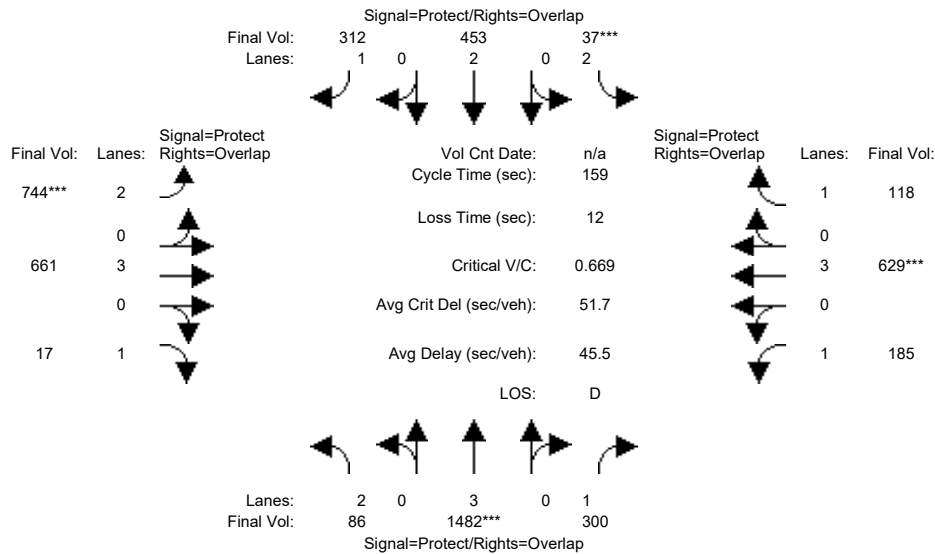 Signal=Protect/Rights=Overlap
Final Vol: 312 453 37***
Lanes: 1 0 2 0 2
Signal=Protect Signal=Protect
Final Vol: Lanes: Rights=Overlap Vol Cnt Date: n/a Rights=Overlap Lanes: Final Vol:
Cycle Time (sec): 159
744*** 2 1 118
Loss Time (sec): 12
0 0
661 3 Critical V/C: 0.669 3 629***
0 Avg Crit Del (sec/veh): 51.7 0
17 1 Avg Delay (sec/veh): 45.5 1 185
LOS: D
Lanes: 2 0 3 0 1
Final Vol: 86 1482*** 300
Signal=Protect/Rights=Overlap